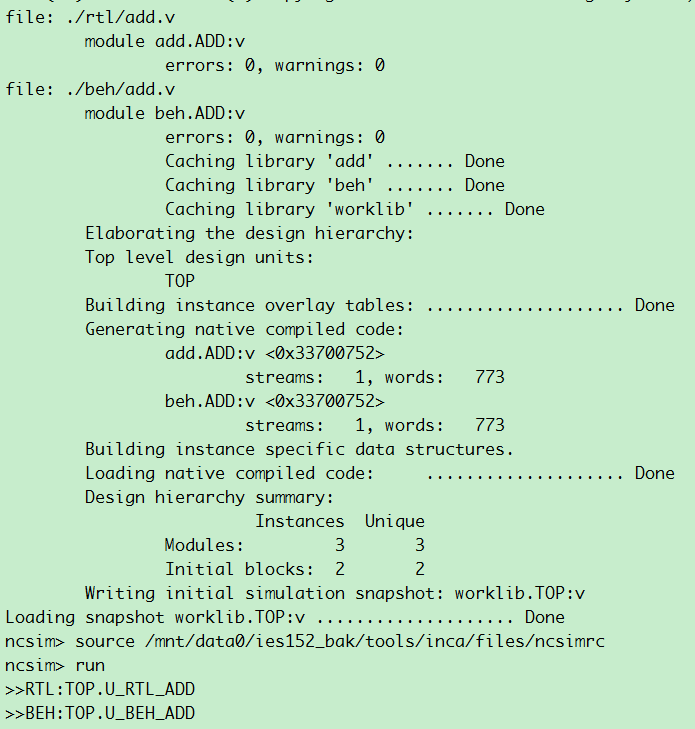 file: ./rtl/add.v
module add.ADD:v
errors: 0, warnings: 0
file: ./beh/add.v
module beh.ADD:v
errors: 0, warnings: 0
Caching library 'add' ....... Done
Caching library 'beh' ....... Done
Caching library 'worklib' ....... Done
Elaborating the design hierarchy:
Top level design units:
TOP
Building instance overlay tables: .................... Done
Generating native compiled code:
add.ADD:v <0x33700752>
streams:   1, words:   773
beh.ADD:v <0x33700752>
streams:   1, words:   773
Building instance specific data structures.
Loading native compiled code:     .................... Done
Design hierarchy summary:
Instances  Unique
Modules:         3       3
Initial blocks:  2       2
Writing initial simulation snapshot: worklib.TOP:v
Loading snapshot worklib.TOP:v .................... Done
ncsim> source /mnt/data0/ies152_bak/tools/inca/files/ncsimrc
ncsim> run
>>RTL:TOP.U_RTL_ADD
>>BEH:TOP.U_BEH_ADD